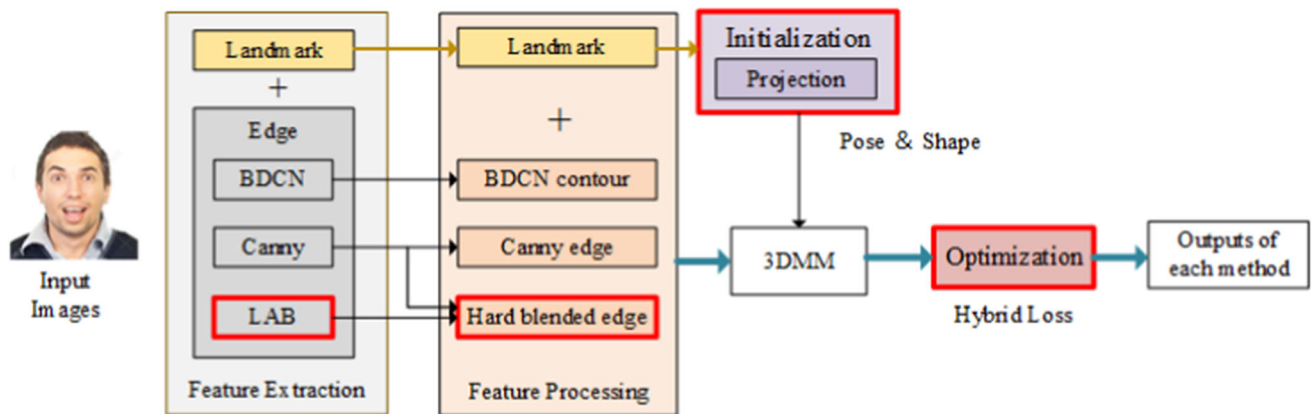 Input
Images
Landmark
+
Edge
BDCN
Canny
LAB
Feature Extraction
Landmark
+
BDCN contour
Canny edge
Hard blended edge
Feature Processing
Initialization
Projection
Pose & Shape
3DMM
Optimization
Hybrid Loss
Outputs of
each method